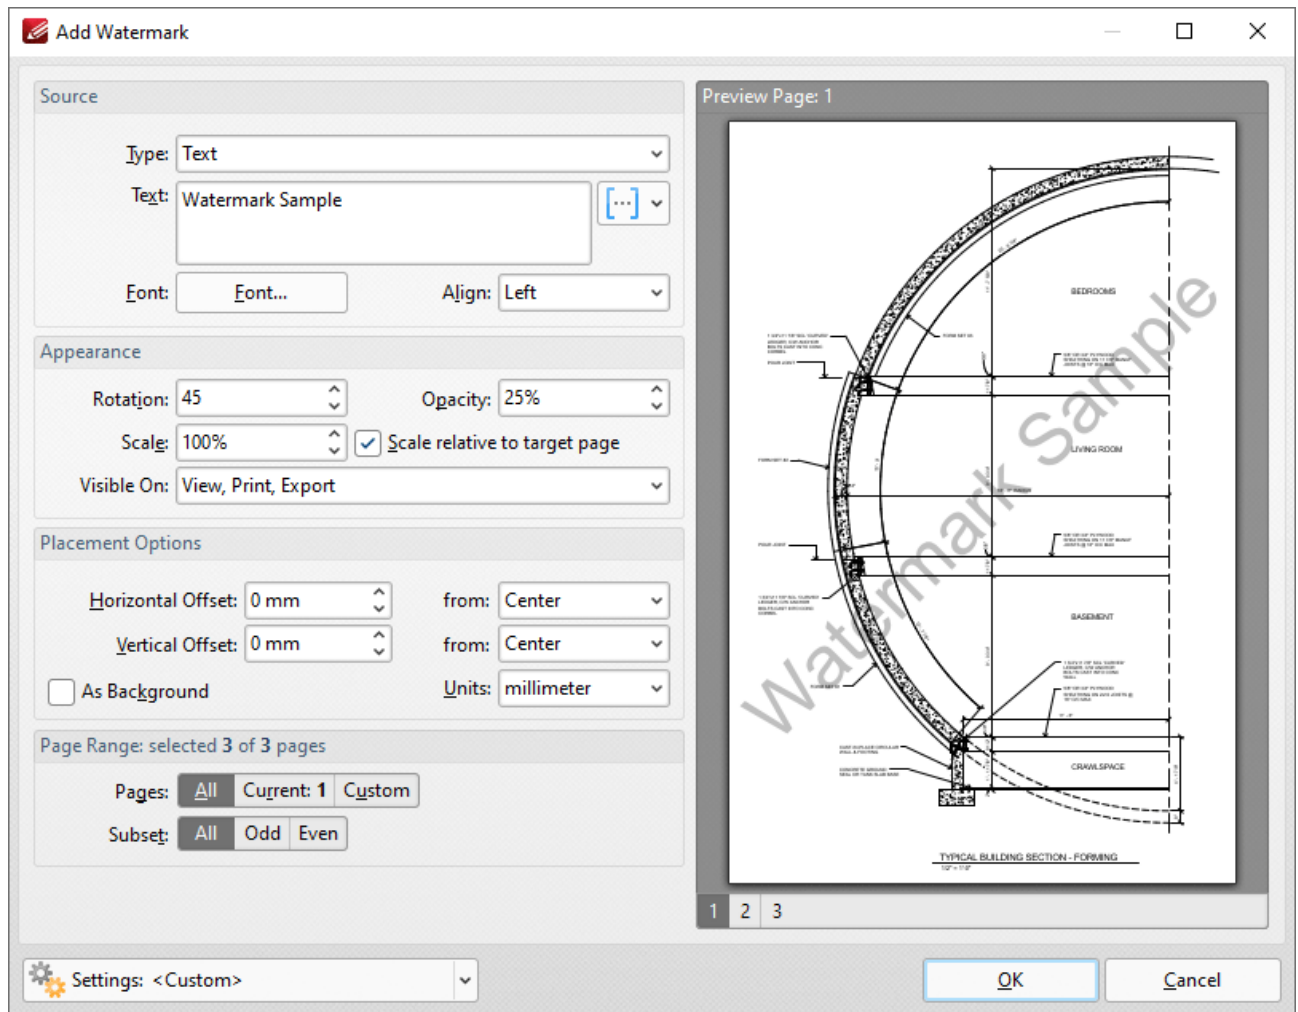 Add Watermark
Source
Type: Text
Text: Watermark Sample
Font: Font... Align: Left
Appearance
Rotation: 45 Opacity: 25%
Scale: 100% Scale relative to target page
Visible On: View, Print, Export
Placement Options
Horizontal Offset: 0 mm from: Center
Vertical Offset: 0 mm from: Center
As Background Units: millimeter
Page Range: selected 3 of 3 pages
Pages: All Current: 1 Custom
Subset: All Odd Even
Preview Page: 1
BEDROOMS
LIVING ROOM
BASEMENT
CRAWLSPACE
Watermark Sample
TYPICAL BUILDING SECTION - FORMING
1 2 3
Settings: <Custom>
OK Cancel